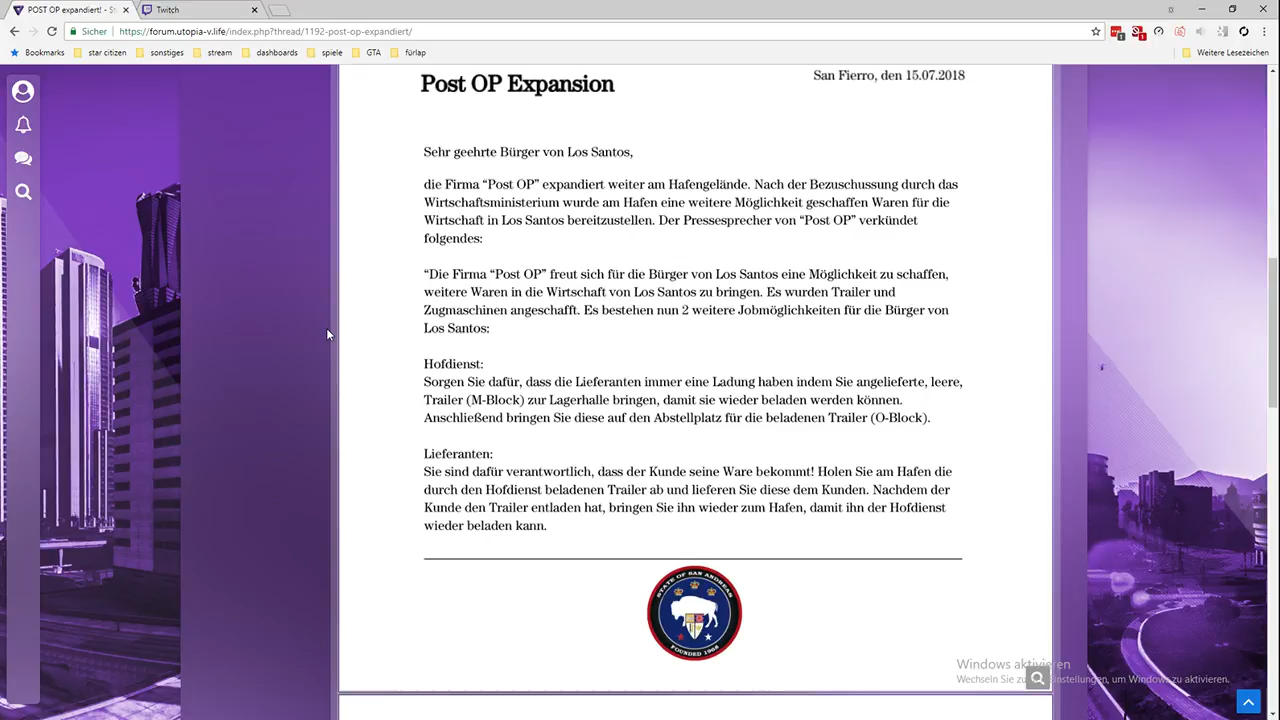 POST OP expandiert! - St
Twitch
Sicher
https://forum.utopia-v.life/index.php?thread/1192-post-op-expandiert/
Bookmarks
star citizen
sonstiges
stream
dashboards
spiele
GTA
fürlap
Weitere Lesezeichen
Post OP Expansion
San Fierro, den 15.07.2018
Sehr geehrte Bürger von Los Santos,
die Firma “Post OP” expandiert weiter am Hafengelände. Nach der Bezuschussung durch das
Wirtschaftsministerium wurde am Hafen eine weitere Möglichkeit geschaffen Waren für die
Wirtschaft in Los Santos bereitzustellen. Der Pressesprecher von “Post OP” verkündet
folgendes:
“Die Firma “Post OP” freut sich für die Bürger von Los Santos eine Möglichkeit zu schaffen,
weitere Waren in die Wirtschaft von Los Santos zu bringen. Es wurden Trailer und
Zugmaschinen angeschafft. Es bestehen nun 2 weitere Jobmöglichkeiten für die Bürger von
Los Santos:
Hofdienst:
Sorgen Sie dafür, dass die Lieferanten immer eine Ladung haben indem Sie angelieferte, leere,
Trailer (M-Block) zur Lagerhalle bringen, damit sie wieder beladen werden können.
Anschließend bringen Sie diese auf den Abstellplatz für die beladenen Trailer (O-Block).
Lieferanten:
Sie sind dafür verantwortlich, dass der Kunde seine Ware bekommt! Holen Sie am Hafen die
durch den Hofdienst beladenen Trailer ab und liefern Sie diese dem Kunden. Nachdem der
Kunde den Trailer entladen hat, bringen Sie ihn wieder zum Hafen, damit ihn der Hofdienst
wieder beladen kann.
STATE OF SAN ANDREAS
FOUNDED 1968
Windows aktivieren
Wechseln Sie zu Einstellungen, um Windows zu aktivieren.